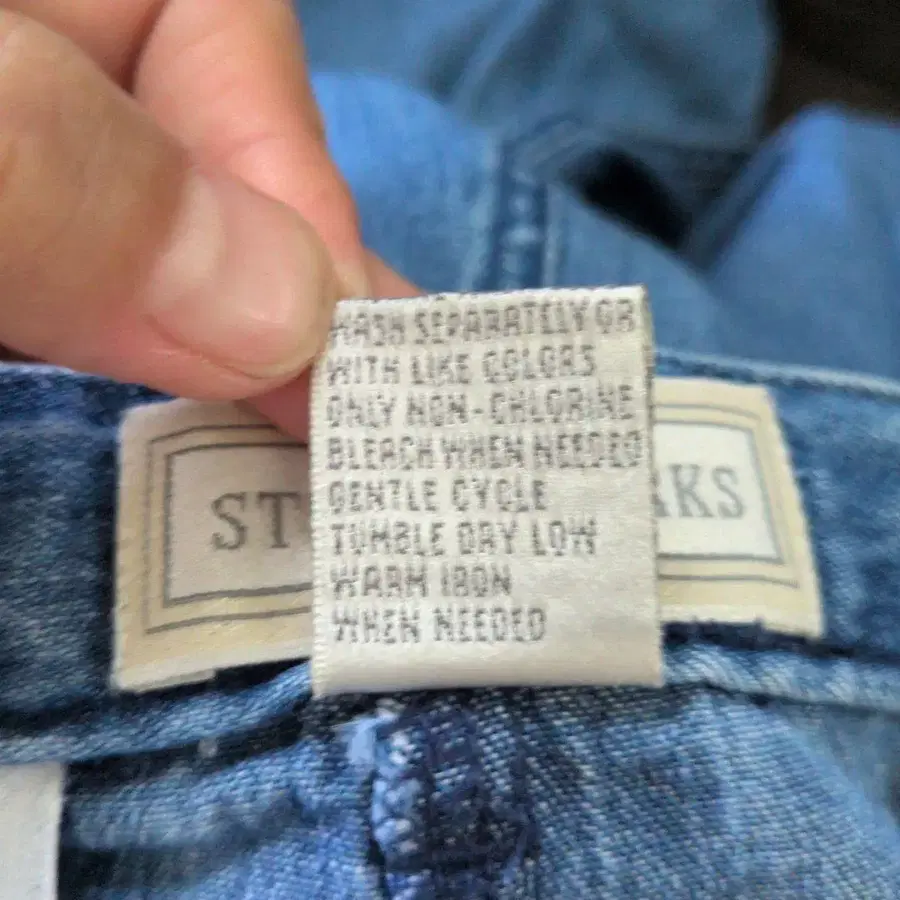 WASH SEPARATELY OR
WITH LIKE COLORS
ONLY NON-CHLORINE
BLEACH WHEN NEEDED
GENTLE CYCLE
TUMBLE DRY LOW
WARM IRON
WHEN NEEDED
ST
KS